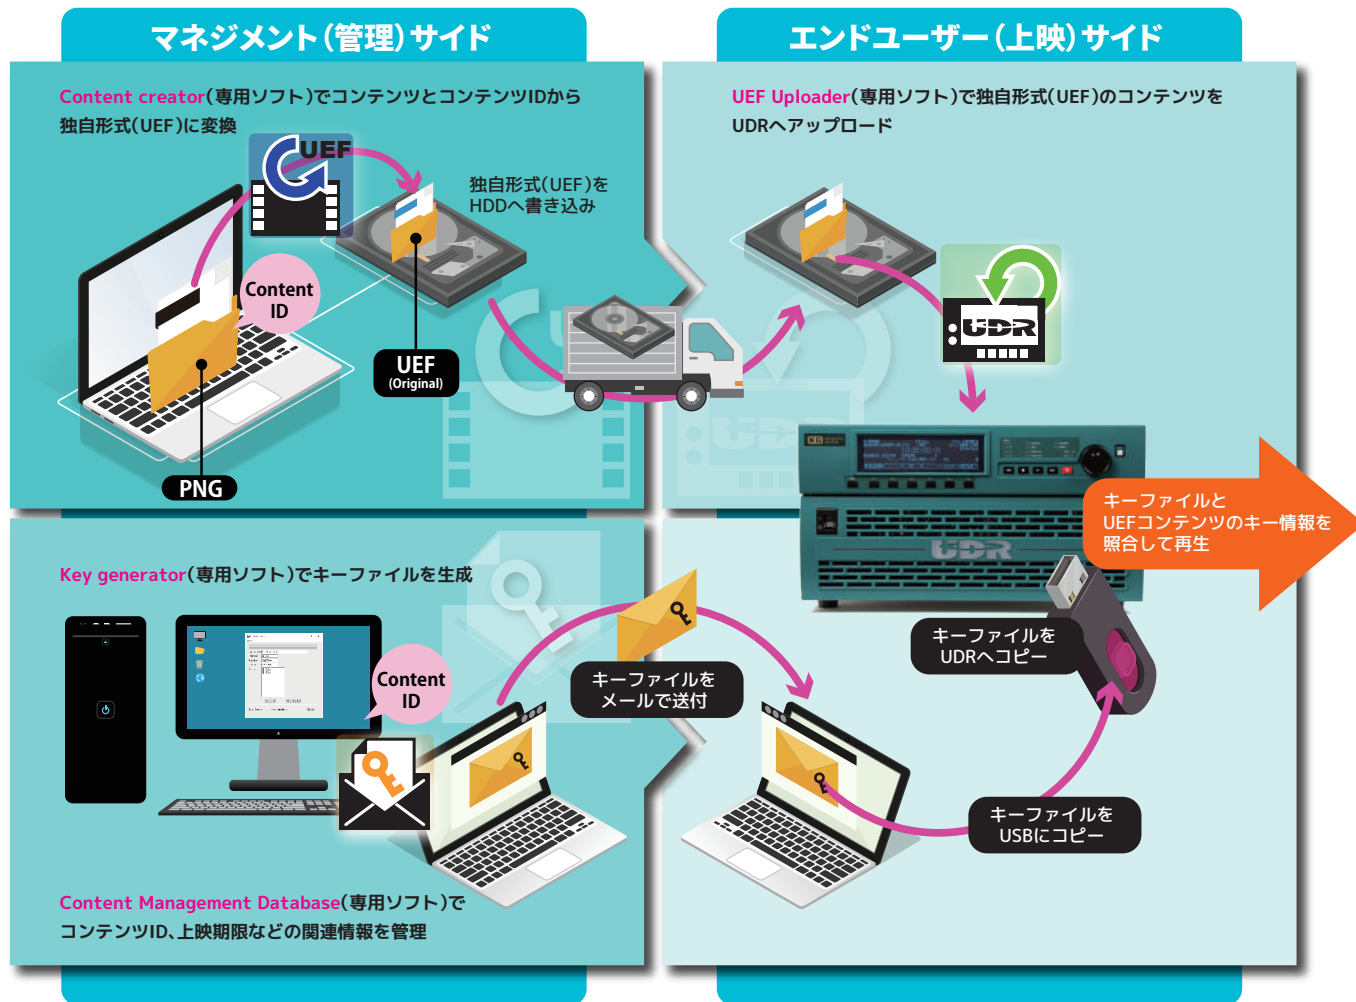 マネジメント(管理)サイド
エンドユーザー(上映)サイド
Content creator(専用ソフト)でコンテンツとコンテンツIDから
独自形式(UEF)に変換
UEF
独自形式(UEF)を
HDDへ書き込み
Content
ID
UEF
(Original)
PNG
UEF Uploader(専用ソフト)で独自形式(UEF)のコンテンツを
UDRへアップロード
UDR
UDR
キーファイルと
UEFコンテンツのキー情報を
照合して再生
UDR
Key generator(専用ソフト)でキーファイルを生成
Content
ID
キーファイルを
メールで送付
キーファイルを
UDRへコピー
キーファイルを
USBにコピー
Content Management Database(専用ソフト)で
コンテンツID、上映期限などの関連情報を管理